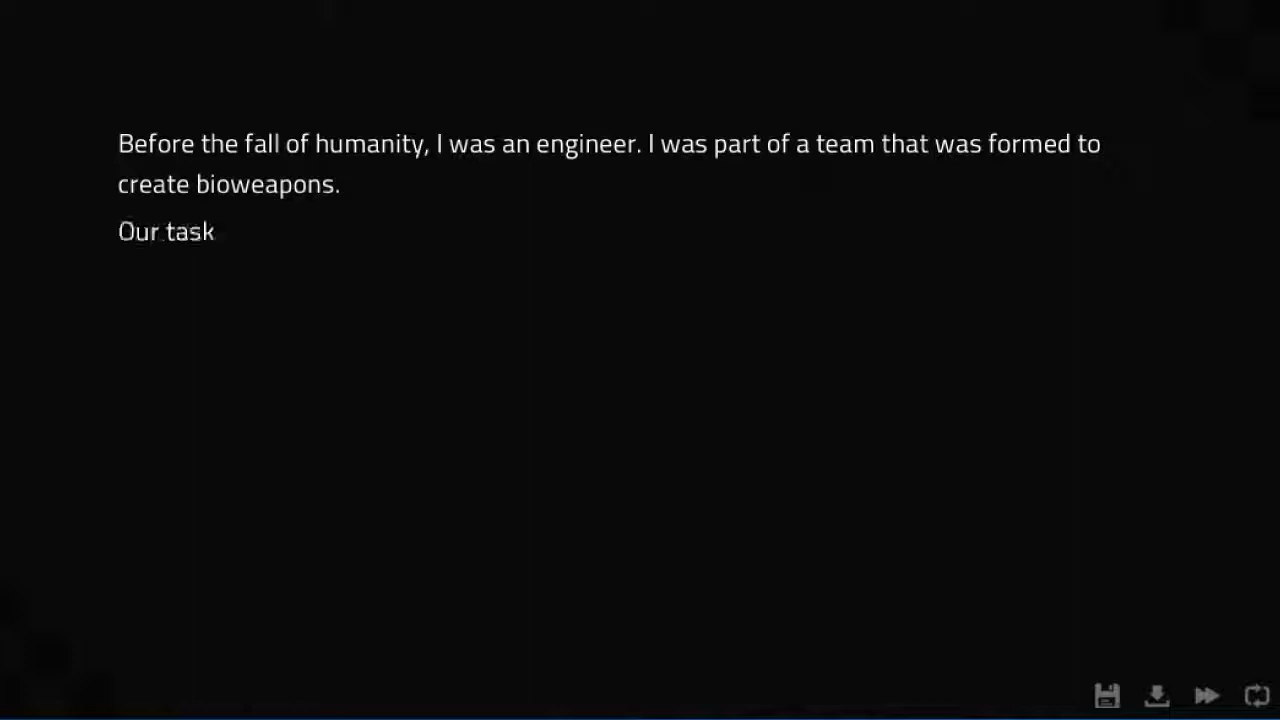 Before the fall of humanity, I was an engineer. I was part of a team that was formed to
create bioweapons.
Our task